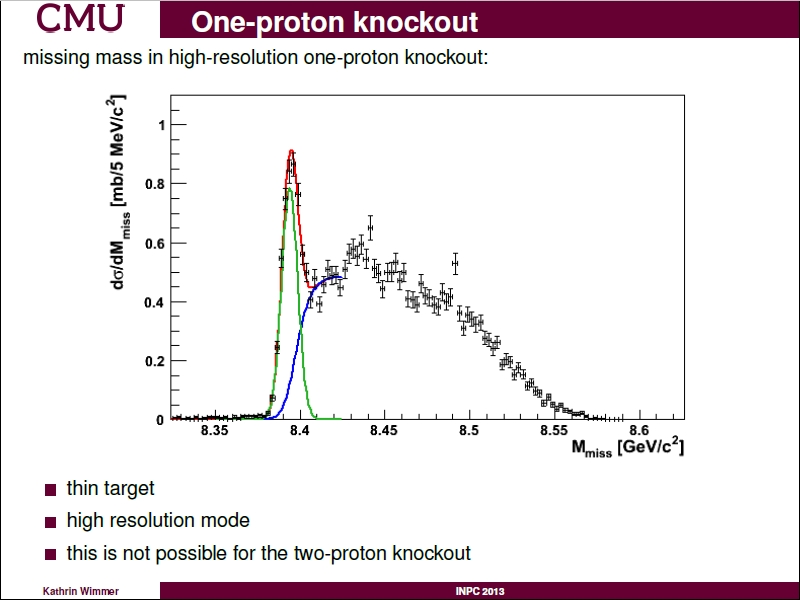 CMU
One-proton knockout
missing mass in high-resolution one-proton knockout:
dσ/dMmiss [mb/5 MeV/c2]
1
0.8
0.6
0.4
0.2
0
8.35 8.4 8.45 8.5 8.55 8.6
Mmiss [GeV/c2]
thin target
high resolution mode
this is not possible for the two-proton knockout
Kathrin Wimmer INPC 2013